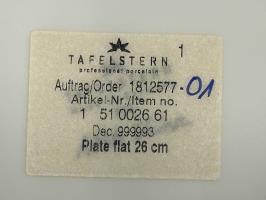 TAFELSTERN 1
professional porcelain
Auftrag/Order 1812577-01
Artikel-Nr./Item no.
1 51 0026 61
Dec. 999993
Plate flat 26 cm